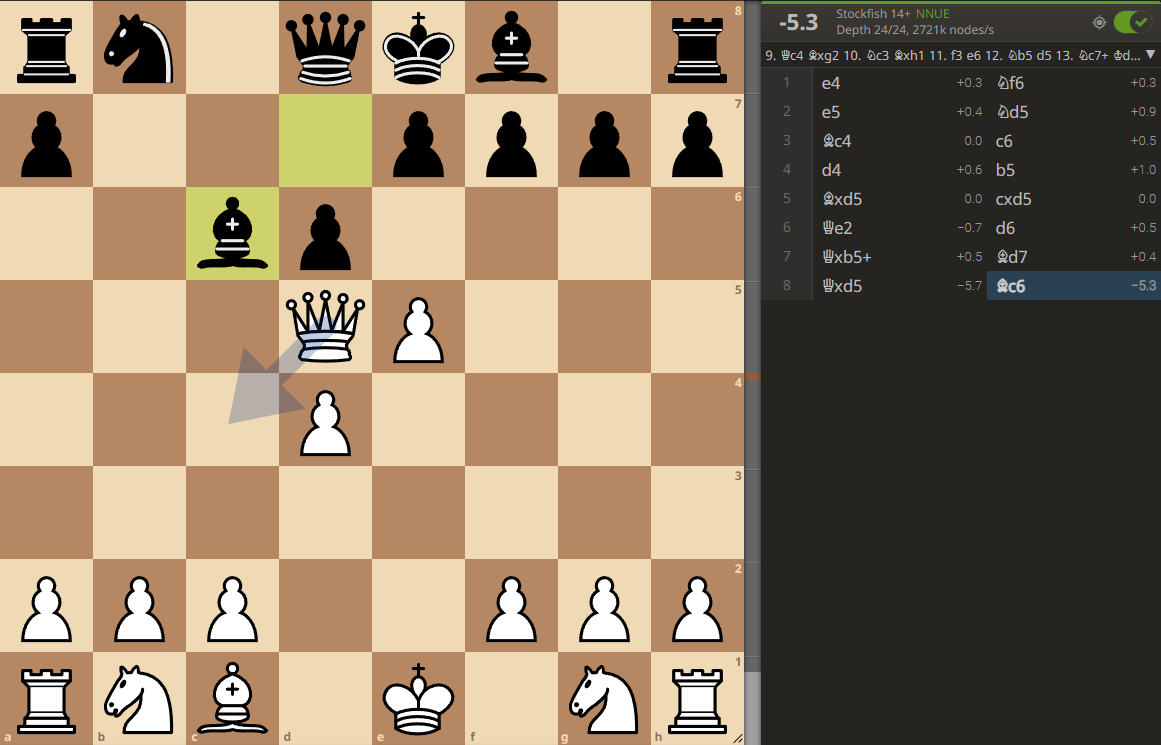 8
7
6
5
4
3
2
1
a b c d e f g h
-5.3
Stockfish 14+ NNUE
Depth 24/24, 2721k nodes/s
9. ♕c4 ♝xg2 10. ♘c3 ♝xh1 11. f3 e6 12. ♘b5 d5 13. ♘c7+ ♔d...
1 e4 +0.3 ♘f6 +0.3
2 e5 +0.4 ♘d5 +0.9
3 ♗c4 0.0 c6 +0.5
4 d4 +0.6 b5 +1.0
5 ♗xd5 0.0 cxd5 0.0
6 ♕e2 −0.7 d6 +0.5
7 ♕xb5+ +0.5 ♗d7 +0.4
8 ♕xd5 −5.7 ♗c6 −5.3